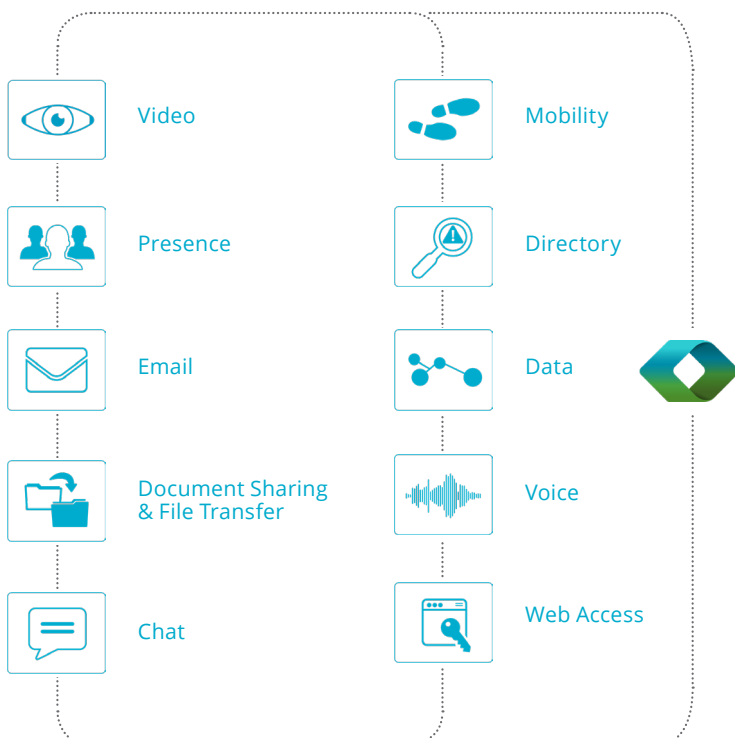 Video
Presence
Email
Document Sharing
& File Transfer
Chat
Mobility
Directory
Data
Voice
Web Access